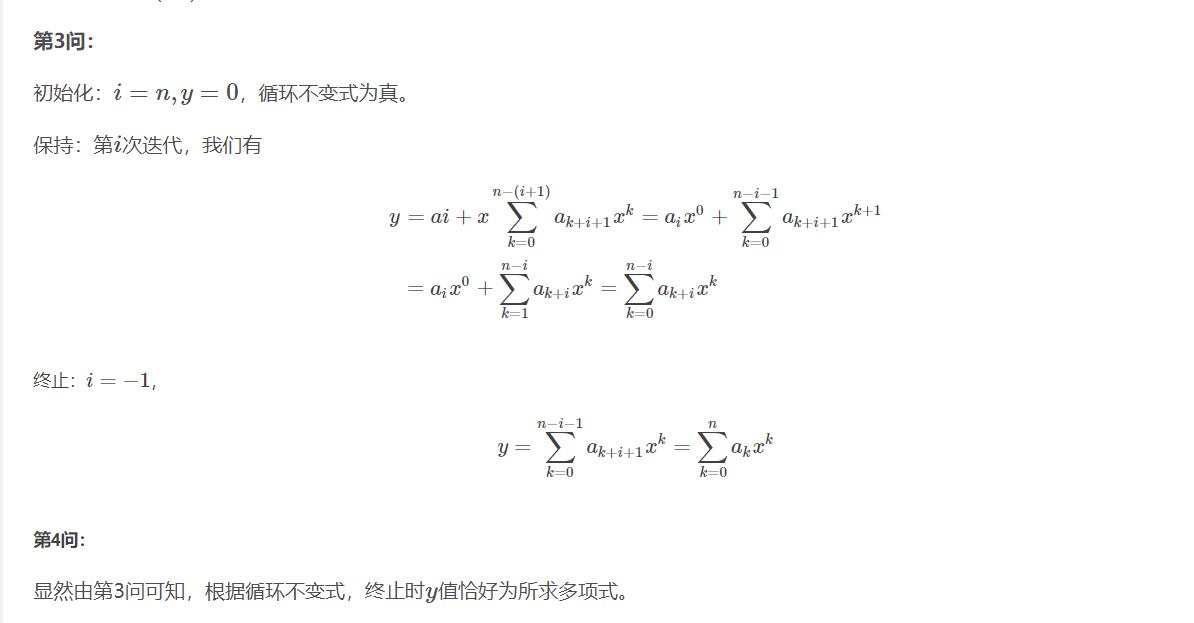 第3问：
初始化：i = n, y = 0，循环不变式为真。
保持：第i次迭代，我们有
y = ai + x \sum_{k=0}^{n-(i+1)} a_{k+i+1}x^k = a_i x^0 + \sum_{k=0}^{n-i-1} a_{k+i+1}x^{k+1}
= a_i x^0 + \sum_{k=1}^{n-i} a_{k+i}x^k = \sum_{k=0}^{n-i} a_{k+i}x^k
终止：i = −1,
y = \sum_{k=0}^{n-i-1} a_{k+i+1}x^k = \sum_{k=0}^{n} a_k x^k
第4问：
显然由第3问可知，根据循环不变式，终止时y值恰好为所求多项式。